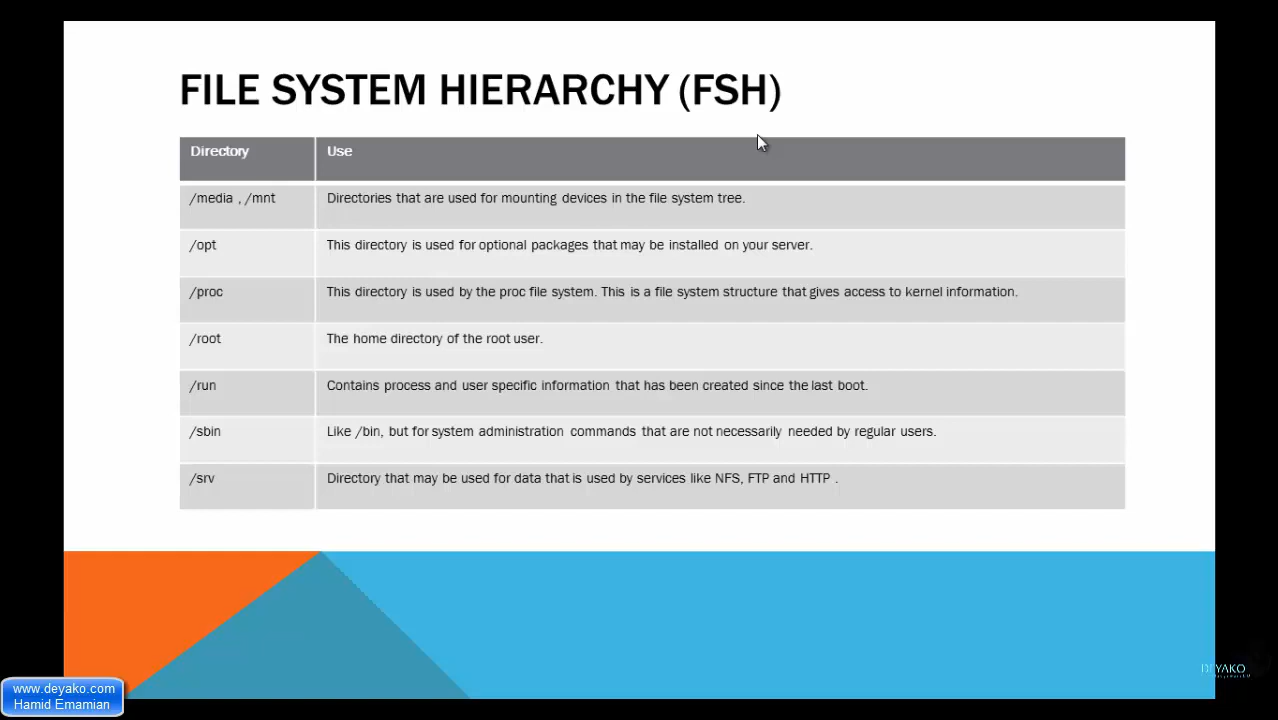 FILE SYSTEM HIERARCHY (FSH)
Directory Use
/media , /mnt Directories that are used for mounting devices in the file system tree.
/opt This directory is used for optional packages that may be installed on your server.
/proc This directory is used by the proc file system. This is a file system structure that gives access to kernel information.
/root The home directory of the root user.
/run Contains process and user specific information that has been created since the last boot.
/sbin Like /bin, but for system administration commands that are not necessarily needed by regular users.
/srv Directory that may be used for data that is used by services like NFS, FTP and HTTP .
DEYAKO
www.deyako.com
Hamid Emamian